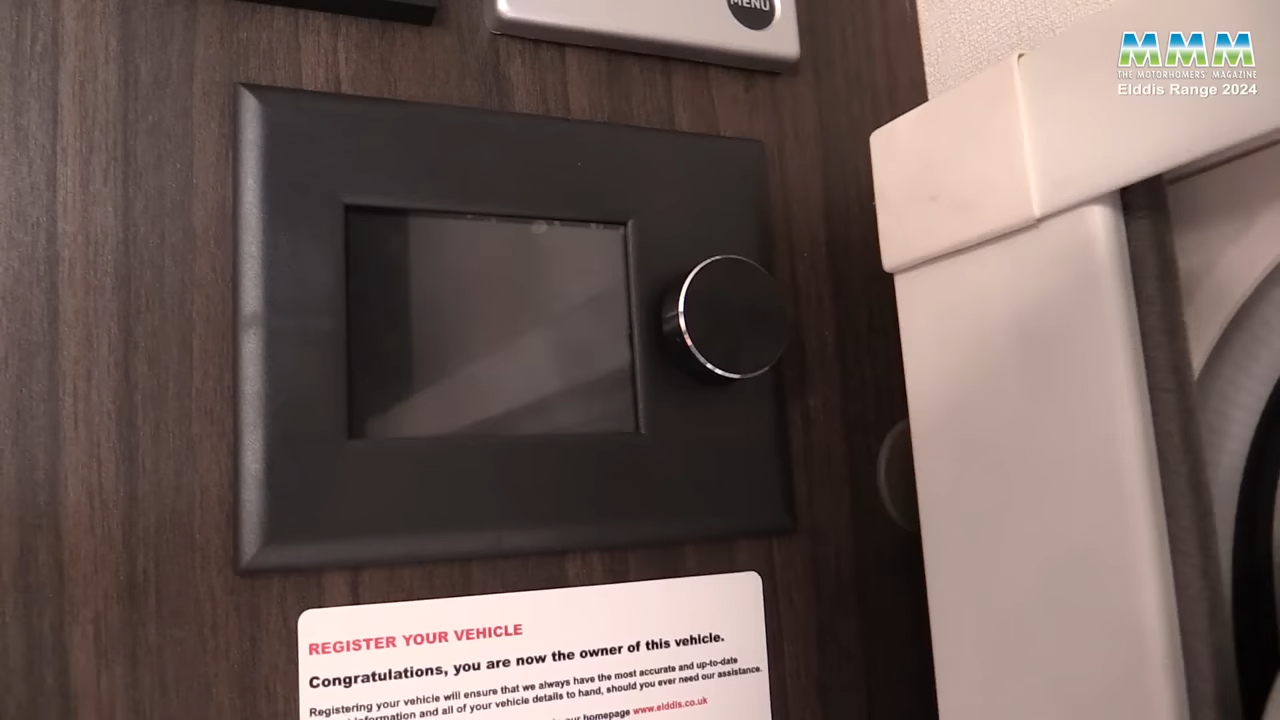 MENU
MMM
THE MOTORHOMERS' MAGAZINE
Elddis Range 2024
REGISTER YOUR VEHICLE
Congratulations, you are now the owner of this vehicle.
Registering your vehicle will ensure that we always have the most accurate and up-to-date
information and all of your vehicle details to hand, should you ever need our assistance.
homepage www.elddis.co.uk